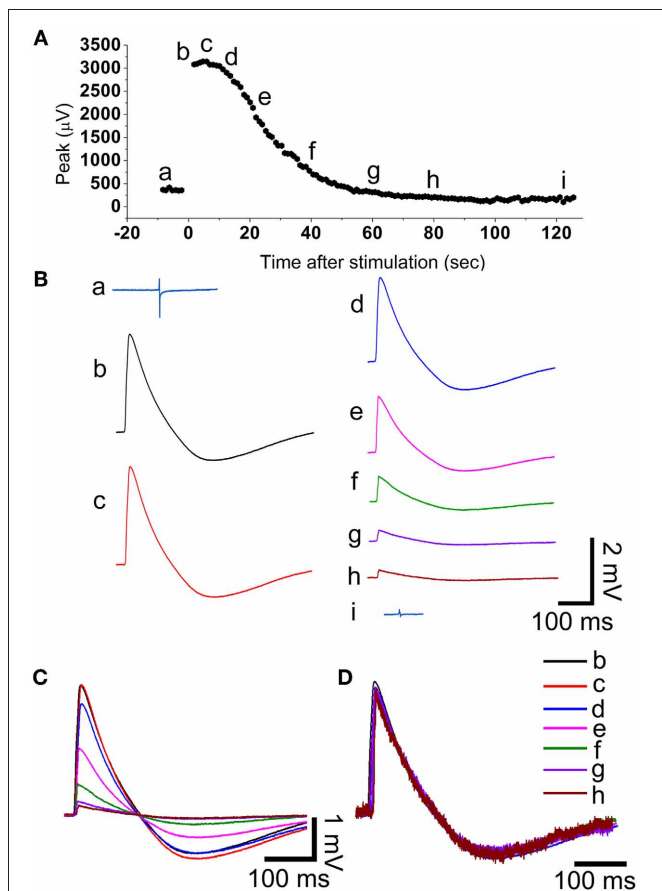 A
3500
3000
2500
2000
1500
1000
500
0
Peak (μV)
a
b
c
d
e
f
g
h
i
-20
0
20
40
60
80
100
120
Time after stimulation (sec)
B
a
b
c
d
e
f
g
h
i
2 mV
100 ms
C
1 mV
100 ms
D
b
c
d
e
f
g
h
100 ms